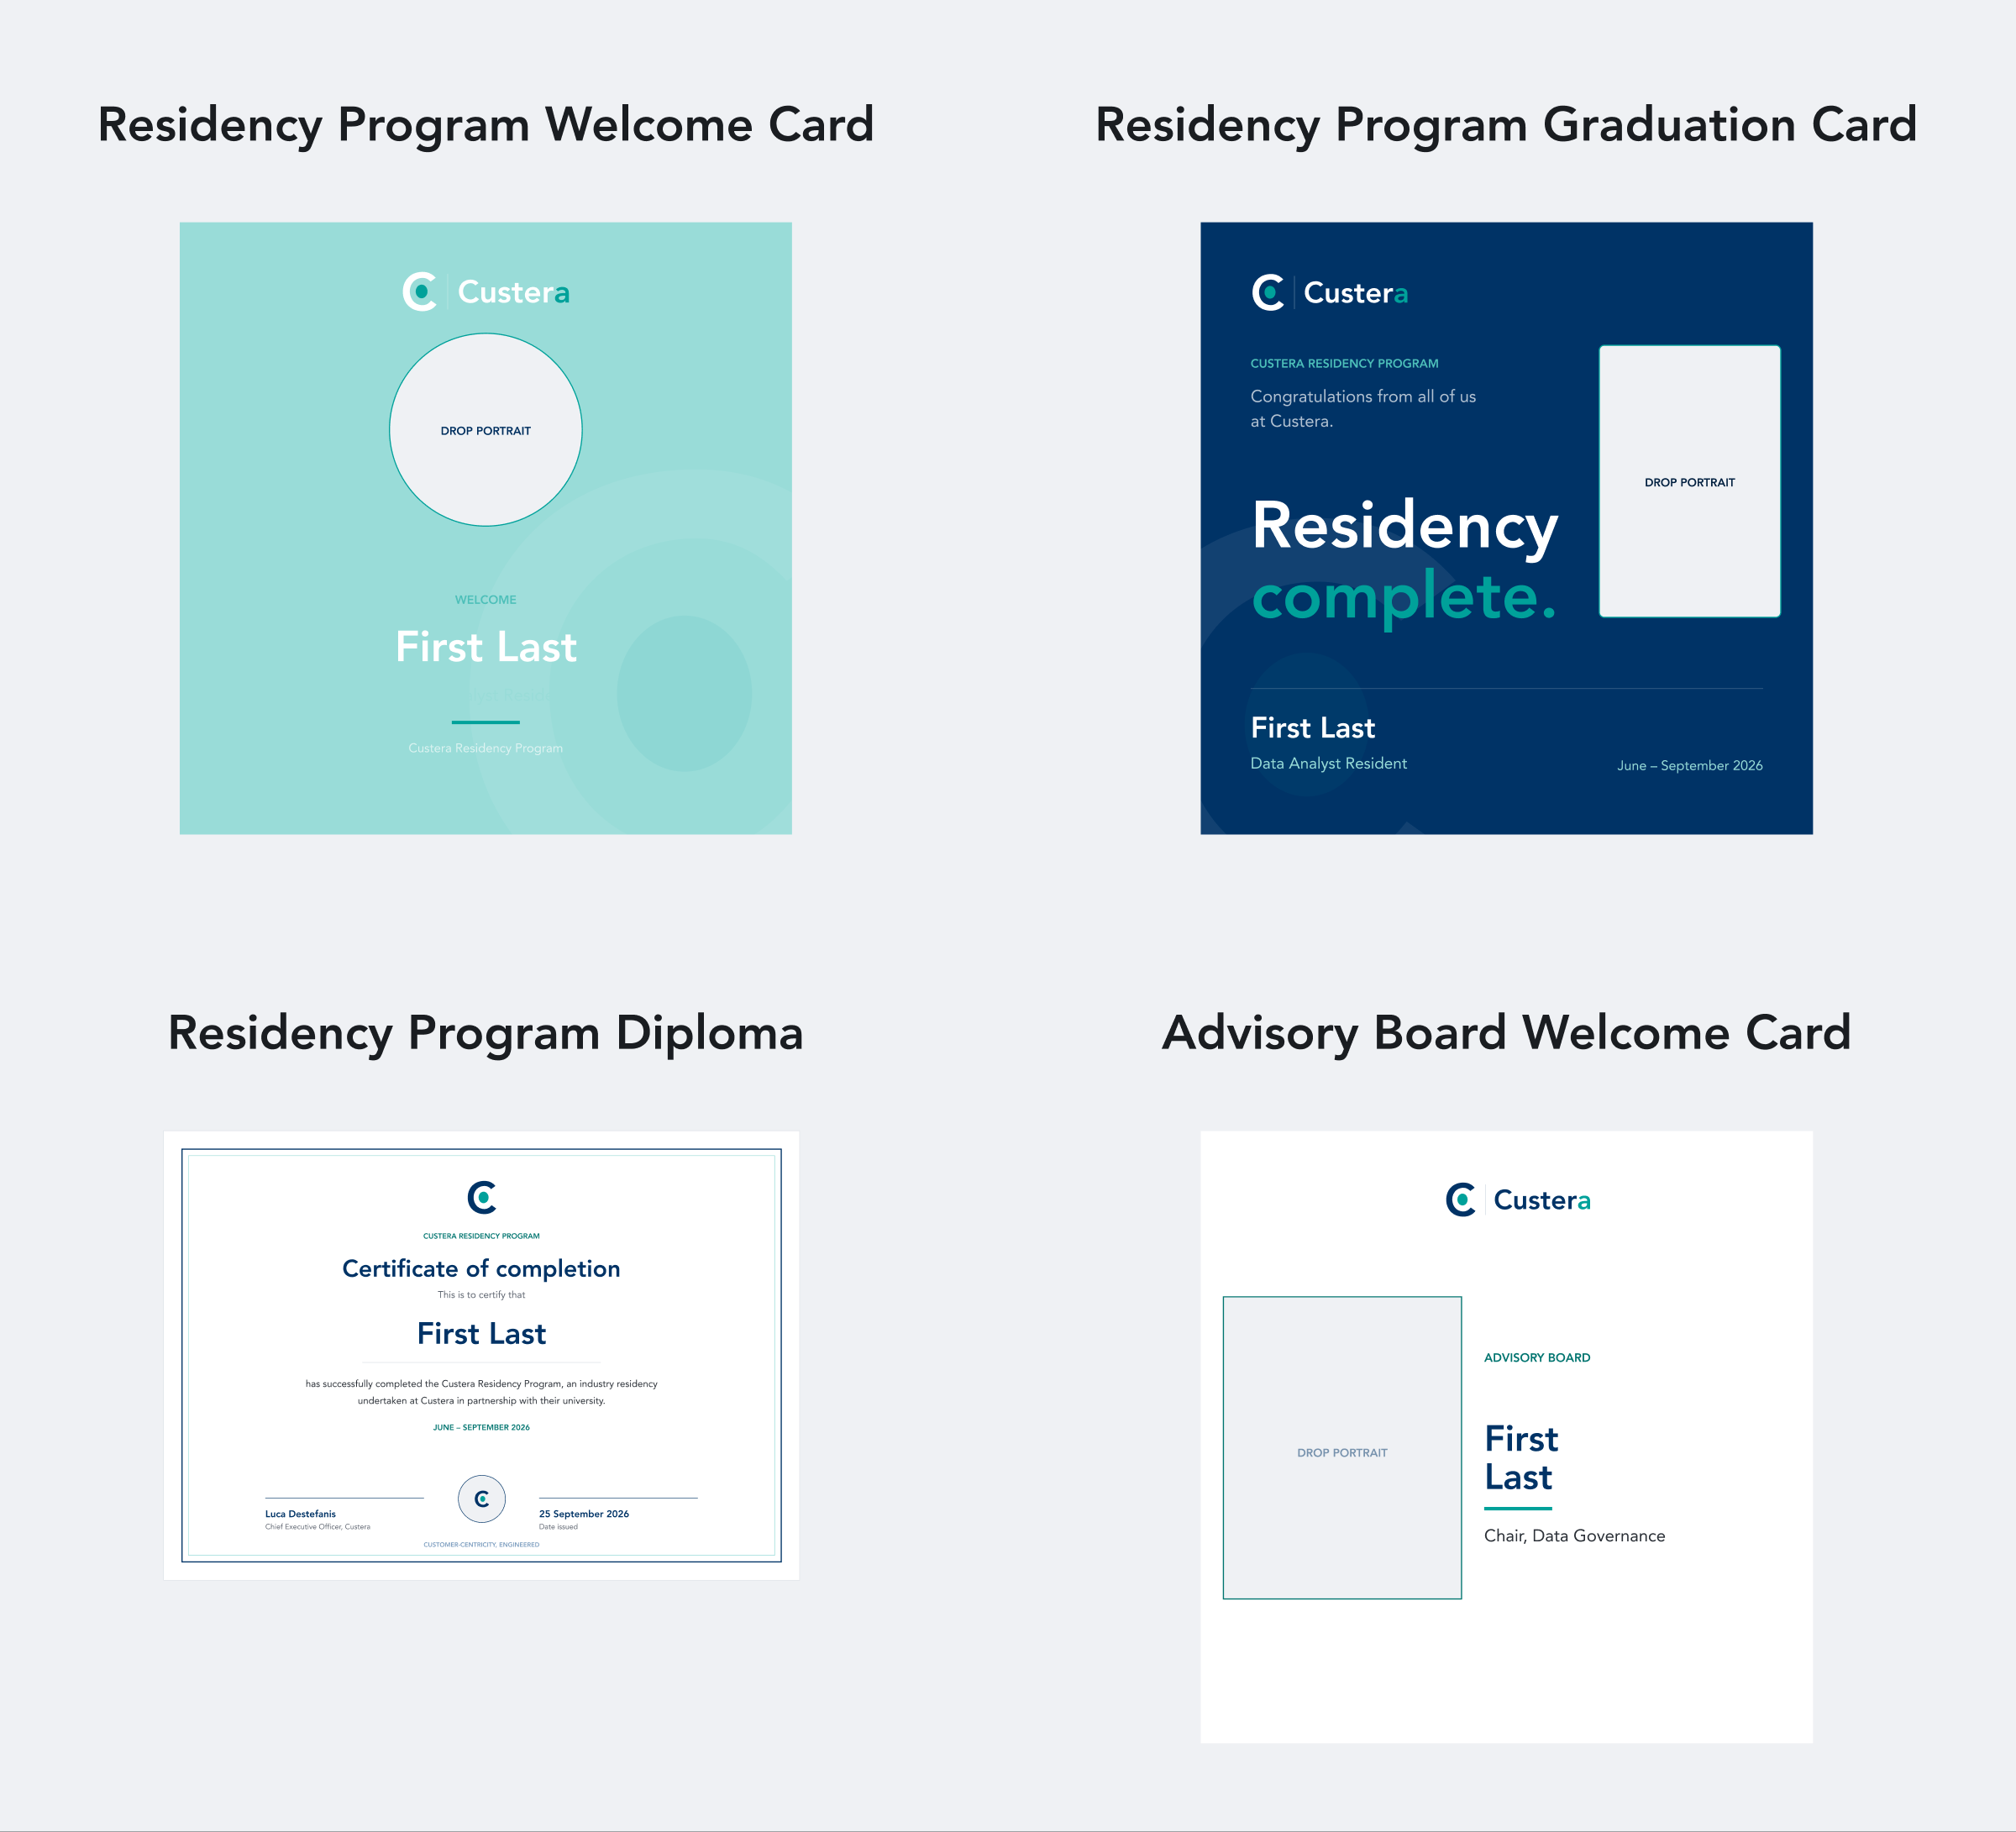 Residency Program Welcome Card
Custera
DROP PORTRAIT
WELCOME
First Last
Custera Residency Program
Residency Program Graduation Card
Custera
CUSTERA RESIDENCY PROGRAM
Congratulations from all of us
at Custera.
DROP PORTRAIT
Residency
complete.
First Last
Data Analyst Resident
June – September 2026
Residency Program Diploma
CUSTERA RESIDENCY PROGRAM
Certificate of completion
This is to certify that
First Last
has successfully completed the Custera Residency Program, an industry residency
undertaken at Custera in partnership with their university.
JUNE – SEPTEMBER 2026
Luca Destefanis
Chief Executive Officer, Custera
25 September 2026
Date issued
CUSTOMER-CENTRICITY, ENGINEERED
Advisory Board Welcome Card
Custera
DROP PORTRAIT
ADVISORY BOARD
First
Last
Chair, Data Governance